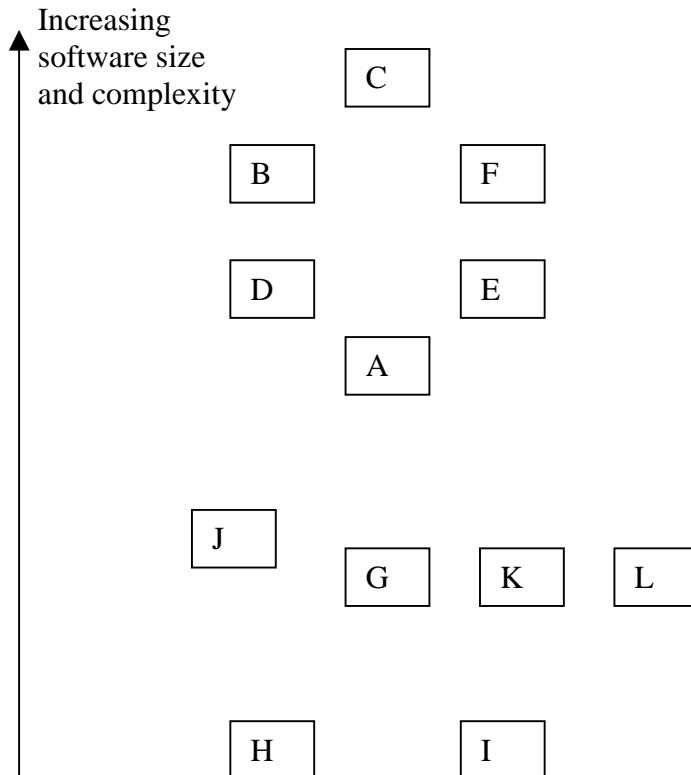 Increasing
software size
and complexity
C
B F
D E
A
J
G K L
H I